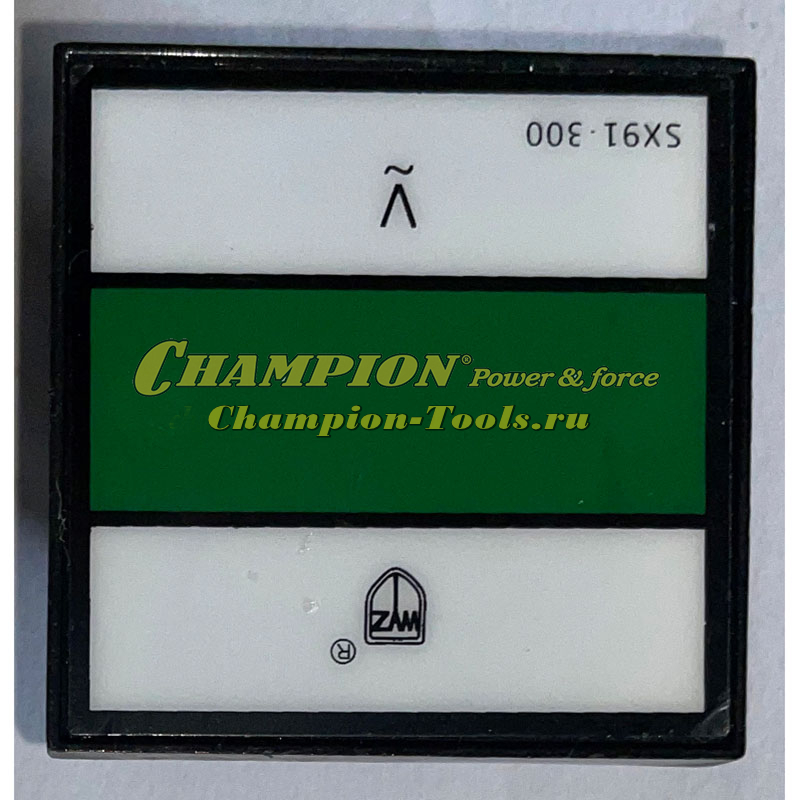 SX91·300
V~
CHAMPION® Power & force
Champion-Tools.ru
®